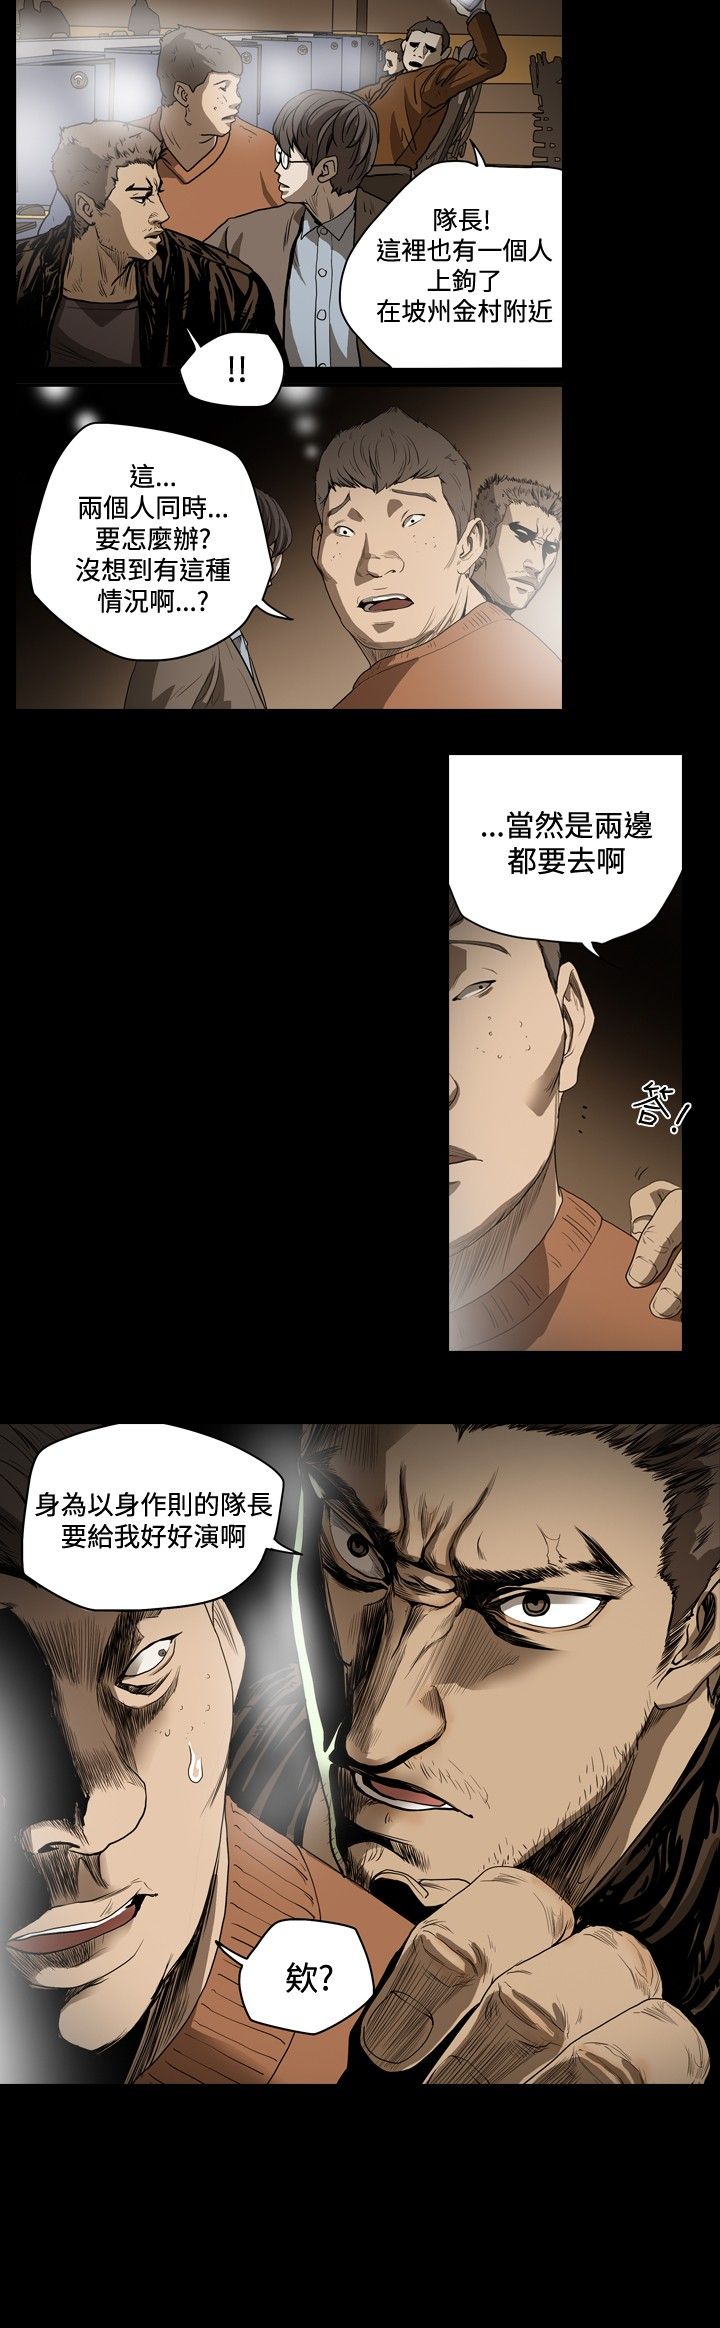 隊長!
這裡也有一個人
上鉤了
在坡州金村附近
!!
這...
兩個人同時...
要怎麼辦?
沒想到有這種
情況啊...?
...當然是兩邊
都要去啊
答!
身為以身作則的隊長
要給我好好演啊
欸?